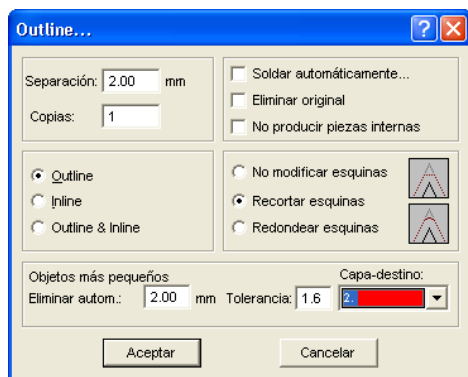 Outline...
Separación: 2.00 mm
Copias: 1
Soldar automáticamente...
Eliminar original
No producir piezas internas
Outline
Inline
Outline & Inline
No modificar esquinas
Recortar esquinas
Redondear esquinas
Objetos más pequeños
Eliminar autom.: 2.00 mm Tolerancia: 1.6
Capa-destino:
2.
Aceptar
Cancelar